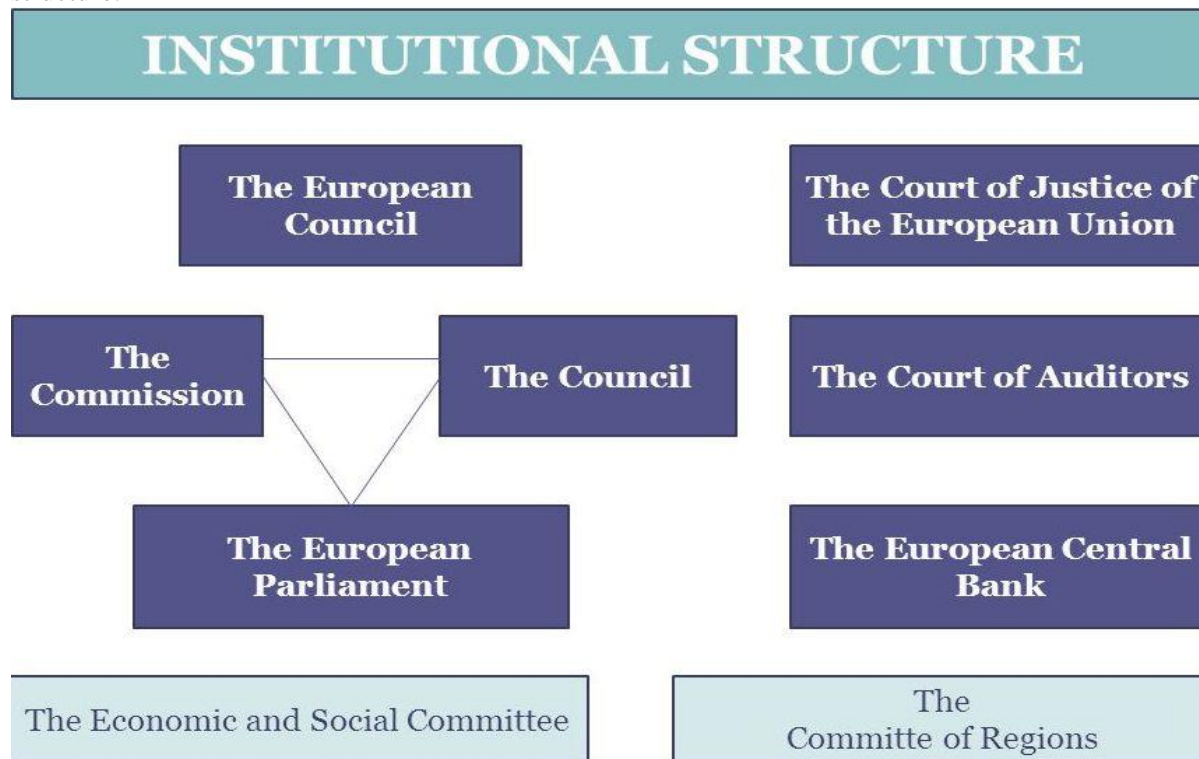 INSTITUTIONAL STRUCTURE
The European
Council
The Court of Justice of
the European Union
The
Commission
The Council
The Court of Auditors
The European
Parliament
The European Central
Bank
The Economic and Social Committee
The
Committe of Regions